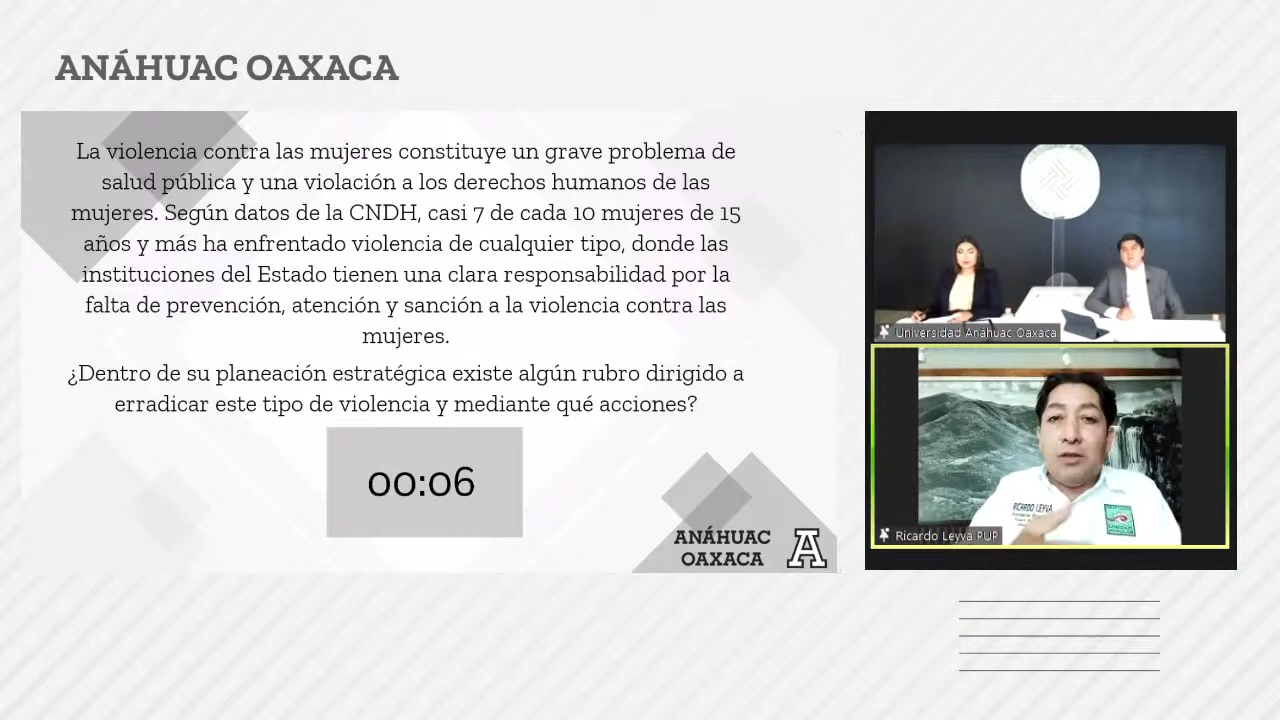 ANÁHUAC OAXACA
La violencia contra las mujeres constituye un grave problema de
salud pública y una violación a los derechos humanos de las
mujeres. Según datos de la CNDH, casi 7 de cada 10 mujeres de 15
años y más ha enfrentado violencia de cualquier tipo, donde las
instituciones del Estado tienen una clara responsabilidad por la
falta de prevención, atención y sanción a la violencia contra las
mujeres.
¿Dentro de su planeación estratégica existe algún rubro dirigido a
erradicar este tipo de violencia y mediante qué acciones?
00:06
ANÁHUAC
OAXACA
A
Universidad Anahuac Oaxaca
RICARDO LEYVA
Ricardo Leyva PUP